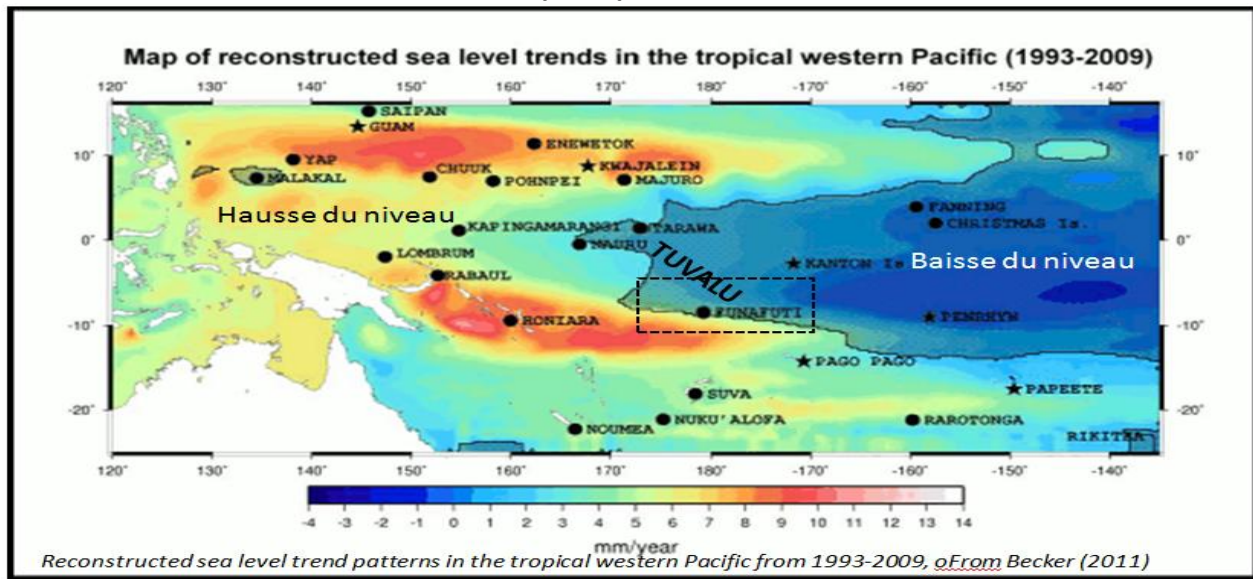 Map of reconstructed sea level trends in the tropical western Pacific (1993-2009)
120 130 140 150 160 170 180 -170 -160 -150 -140
SAIPAN
GUAM
ENEWETOK
10° YAP CHUUK KWAJALEIN 10°
MALAKAL POHNPEI MAJURO
Hausse du niveau FANNING
KAPINGAMARANGI TARAWA CHRISTMAS Is.
0° NAURU 0°
LOMBRUM TUVALU KANTON Is Baisse du niveau
RABAUL
-10° HONIARA FUNAFUTI PENRHYN -10°
PAGO PAGO
SUVA PAPEETE
-20° NUKU'ALOFA RAROTONGA -20°
NOUMEA RIKITEA
120 130 140 150 160 170 180 -170 -160 -150 -140
-4 -3 -2 -1 0 1 2 3 4 5 6 7 8 9 10 11 12 13 14
mm/year
Reconstructed sea level trend patterns in the tropical western Pacific from 1993-2009, oFrom Becker (2011)